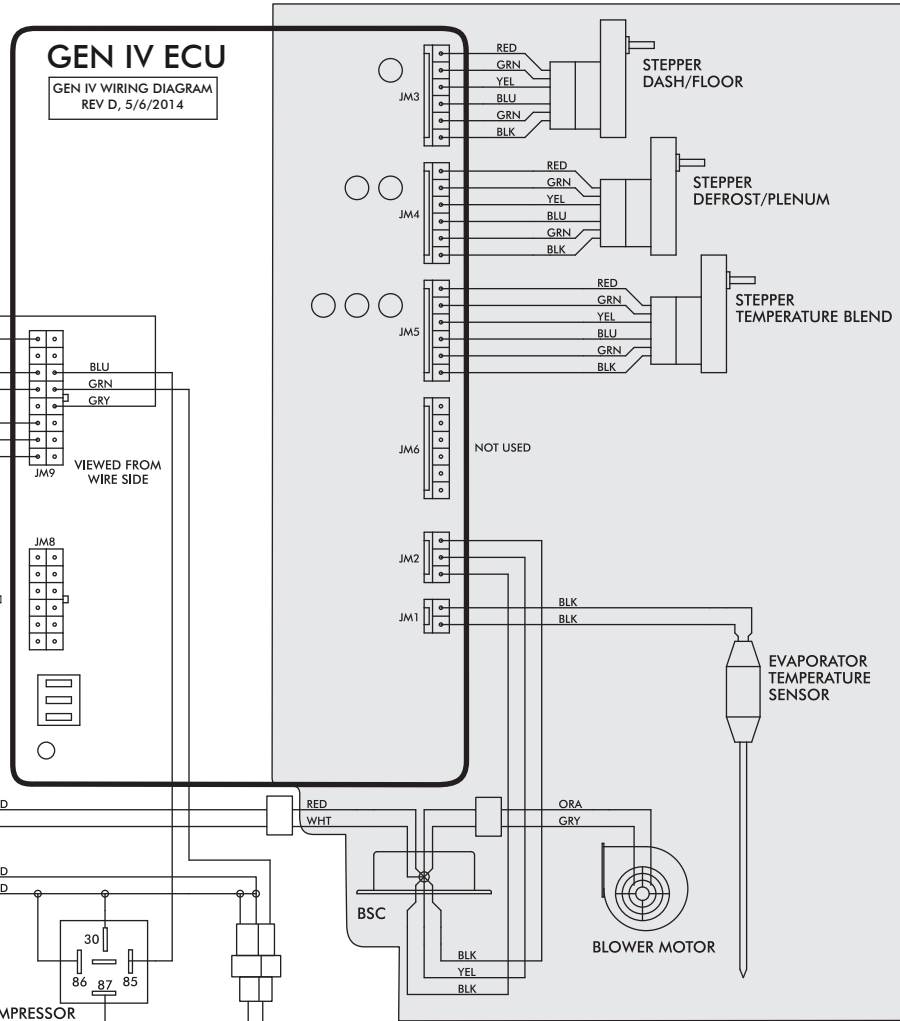 GEN IV ECU
GEN IV WIRING DIAGRAM
REV D, 5/6/2014
JM3
RED
GRN
YEL
BLU
GRN
BLK
STEPPER
DASH/FLOOR
JM4
RED
GRN
YEL
BLU
GRN
BLK
STEPPER
DEFROST/PLENUM
JM5
RED
GRN
YEL
BLU
GRN
BLK
STEPPER
TEMPERATURE BLEND
BLU
GRN
GRY
JM9
VIEWED FROM
WIRE SIDE
JM6
NOT USED
JM8
JM2
JM1
BLK
BLK
EVAPORATOR
TEMPERATURE
SENSOR
D
RED
WHT
ORA
GRY
D
D
BSC
BLOWER MOTOR
BLK
YEL
BLK
30
86
87
85
MPRESSOR